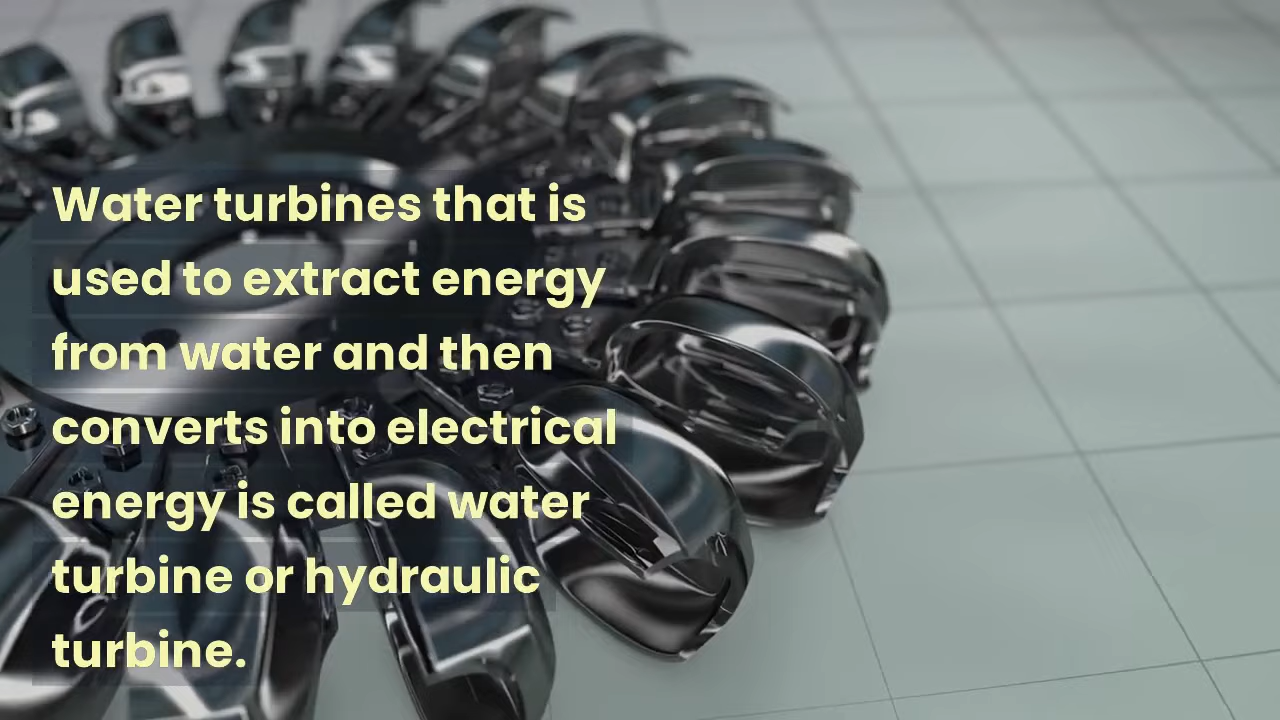 Water turbines that is
used to extract energy
from water and then
converts into electrical
energy is called water
turbine or hydraulic
turbine.